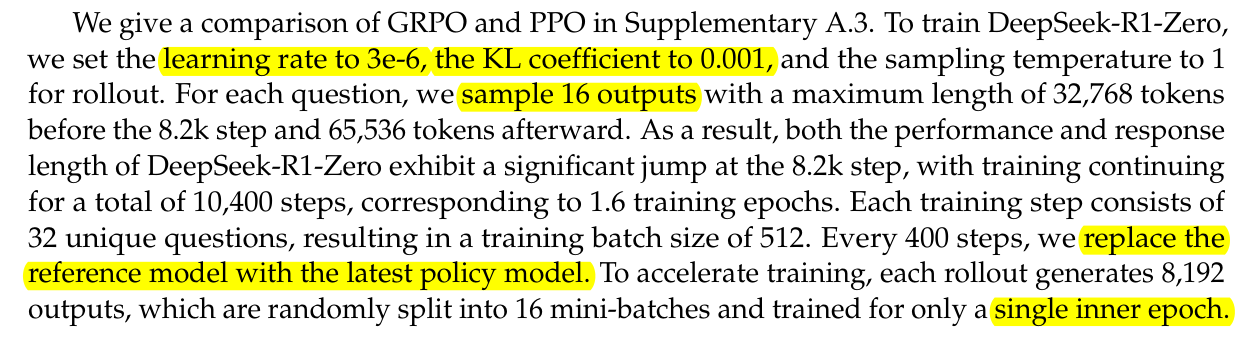 We give a comparison of GRPO and PPO in Supplementary A.3. To train DeepSeek-R1-Zero,
we set the learning rate to 3e-6, the KL coefficient to 0.001, and the sampling temperature to 1
for rollout. For each question, we sample 16 outputs with a maximum length of 32,768 tokens
before the 8.2k step and 65,536 tokens afterward. As a result, both the performance and response
length of DeepSeek-R1-Zero exhibit a significant jump at the 8.2k step, with training continuing
for a total of 10,400 steps, corresponding to 1.6 training epochs. Each training step consists of
32 unique questions, resulting in a training batch size of 512. Every 400 steps, we replace the
reference model with the latest policy model. To accelerate training, each rollout generates 8,192
outputs, which are randomly split into 16 mini-batches and trained for only a single inner epoch.